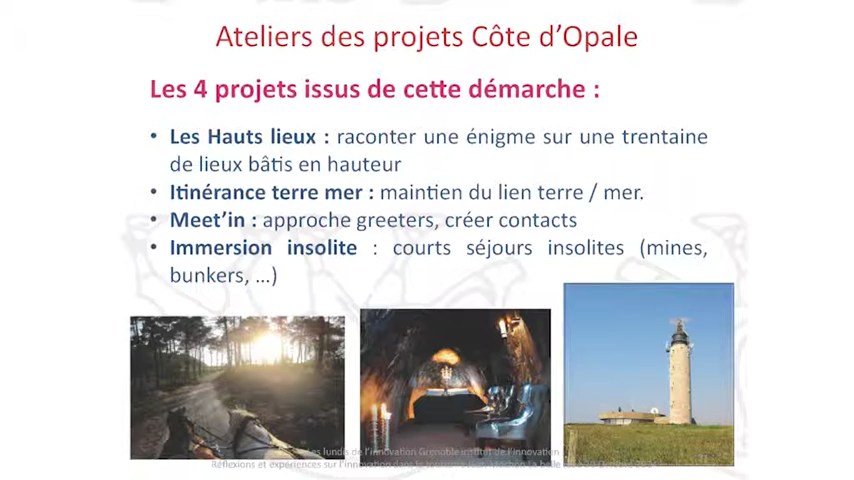 Ateliers des projets Côte d'Opale
Les 4 projets issus de cette démarche :
• Les Hauts lieux : raconter une énigme sur une trentaine
de lieux bâtis en hauteur
• Itinérance terre mer : maintien du lien terre / mer.
• Meet'in : approche greeters, créer contacts
• Immersion insolite : courts séjours insolites (mines,
bunkers, …)
Les lundis de l'innovation Grenoble institut de l'innovation
Réflexions et expériences sur l'innovation dans